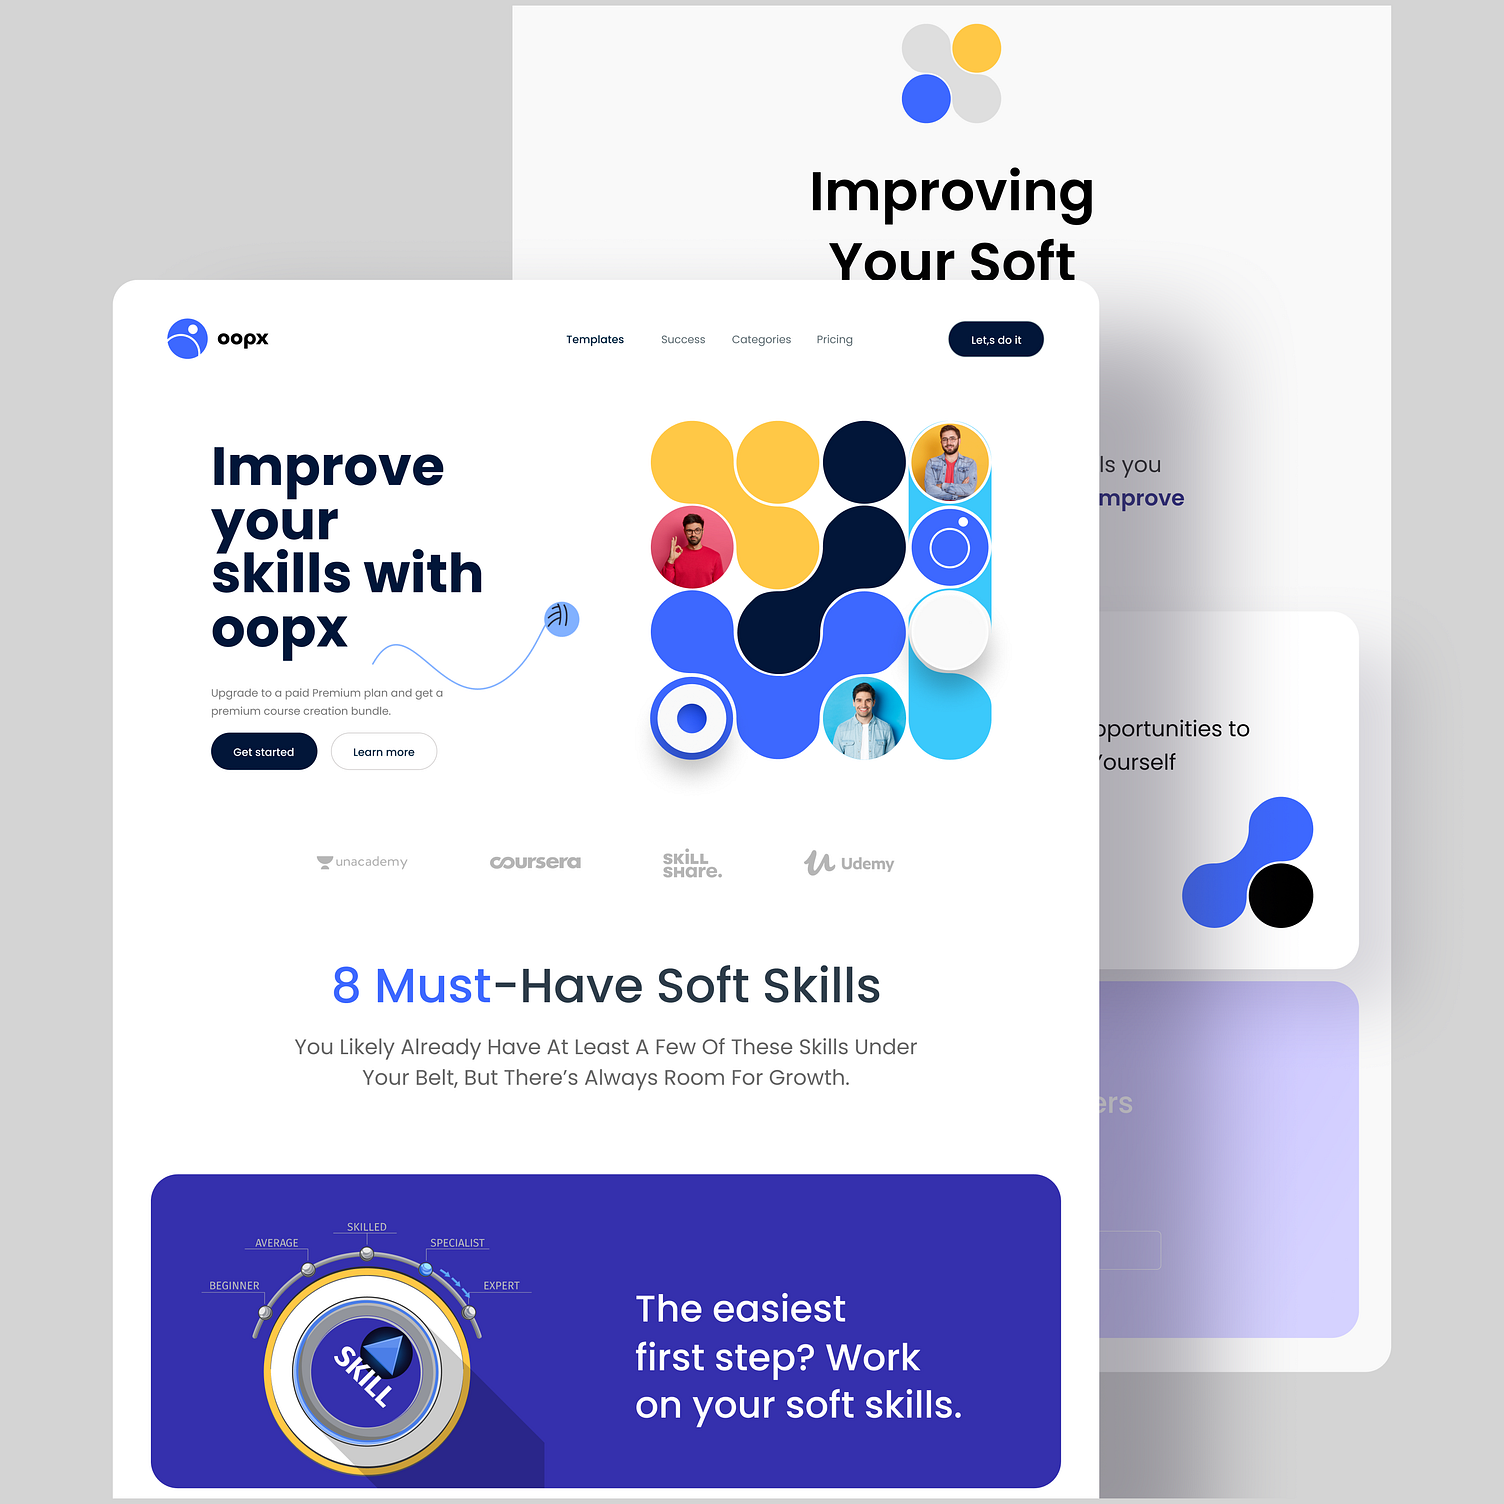 Improving
Your Soft
oopx
Templates
Success
Categories
Pricing
Let,s do it
Improve
your
skills with
oopx
Upgrade to a paid Premium plan and get a
premium course creation bundle.
Get started
Learn more
unacademy
coursera
SKILL
SHare.
Udemy
8 Must-Have Soft Skills
You Likely Already Have At Least A Few Of These Skills Under
Your Belt, But There's Always Room For Growth.
BEGINNER
AVERAGE
SKILLED
SPECIALIST
EXPERT
SKILL
The easiest
first step? Work
on your soft skills.
ls you
mprove
pportunities to
Yourself
ers